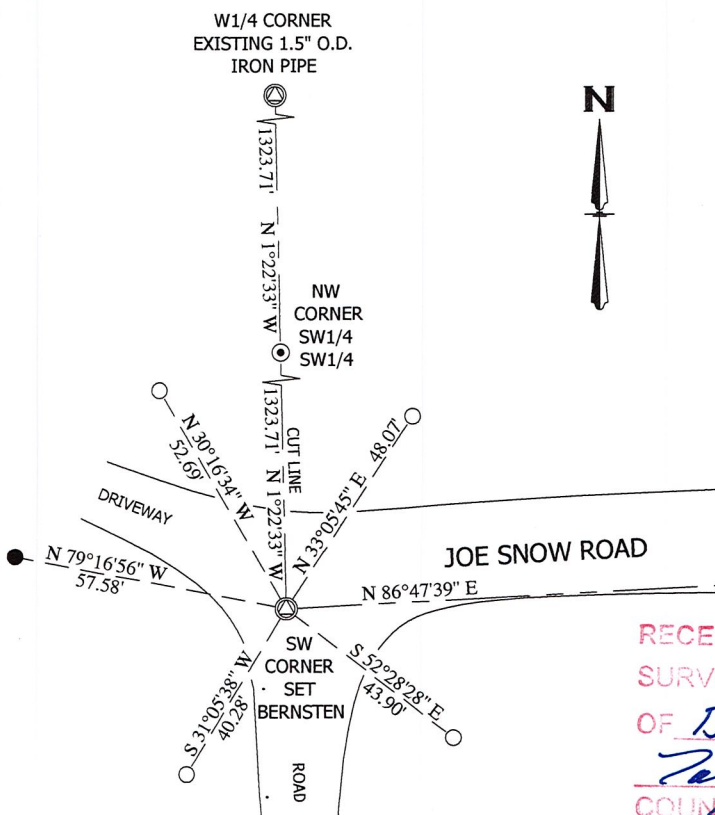 W1/4 CORNER
EXISTING 1.5" O.D.
IRON PIPE
N
1323.71' N 1°22'33" W
NW
CORNER
SW1/4
SW1/4
1323.71' N 1°22'33" W
CUT LINE
N 30°16'34" W
52.69'
N 33°05'45" E 48.07'
DRIVEWAY
JOE SNOW ROAD
N 79°16'56" W
57.58'
N 86°47'39" E
SW
CORNER
SET
BERNSTEN
S 31°05'38" W
40.28'
S 52°28'28" E
43.90'
ROAD
RECE
SURV
OF
COUN